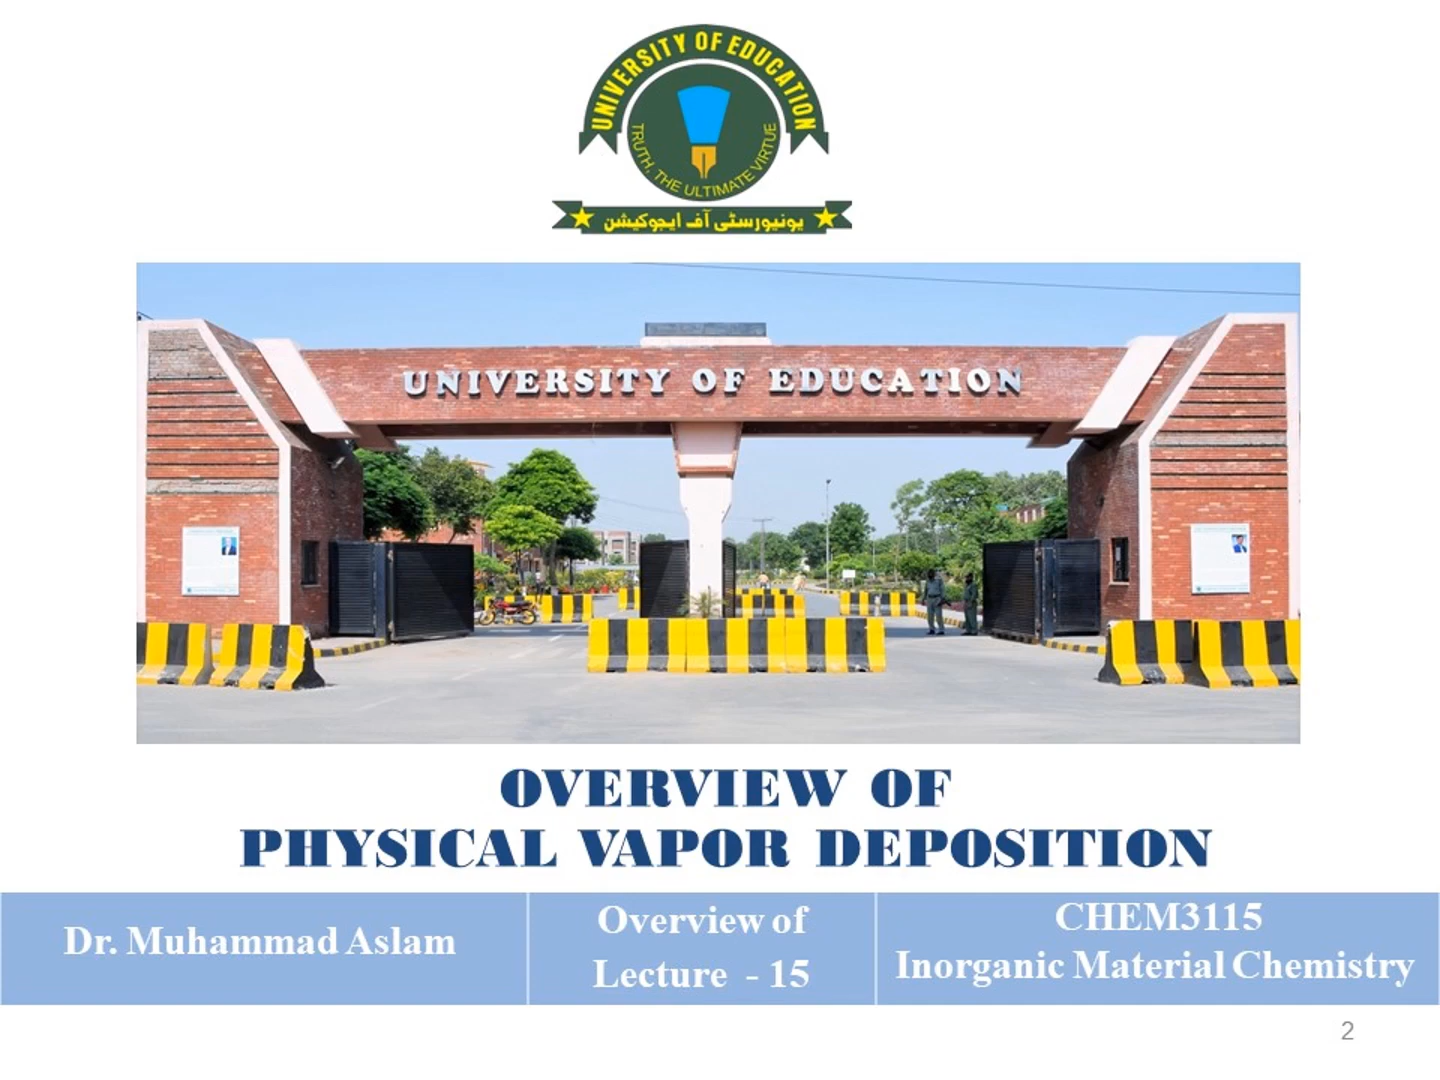 UNIVERSITY OF EDUCATION
TRUTH, THE ULTIMATE VIRTUE
یونیورسٹی آف ایجوکیشن
UNIVERSITY OF EDUCATION
OVERVIEW OF
PHYSICAL VAPOR DEPOSITION
Dr. Muhammad Aslam
Overview of
Lecture - 15
CHEM3115
Inorganic Material Chemistry
2